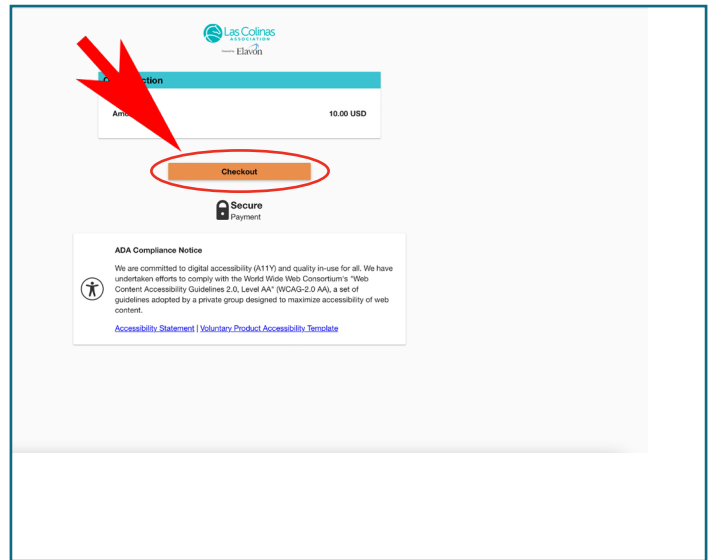 Las Colinas
ASSOCIATION
Elavon
ction
Am
10.00 USD
Checkout
Secure
Payment
ADA Compliance Notice
We are committed to digital accessibility (A11Y) and quality in-use for all. We have
undertaken efforts to comply with the World Wide Web Consortium's "Web
Content Accessibility Guidelines 2.0, Level AA" (WCAG-2.0 AA), a set of
guidelines adopted by a private group designed to maximize accessibility of web
content.
Accessibility Statement | Voluntary Product Accessibility Template